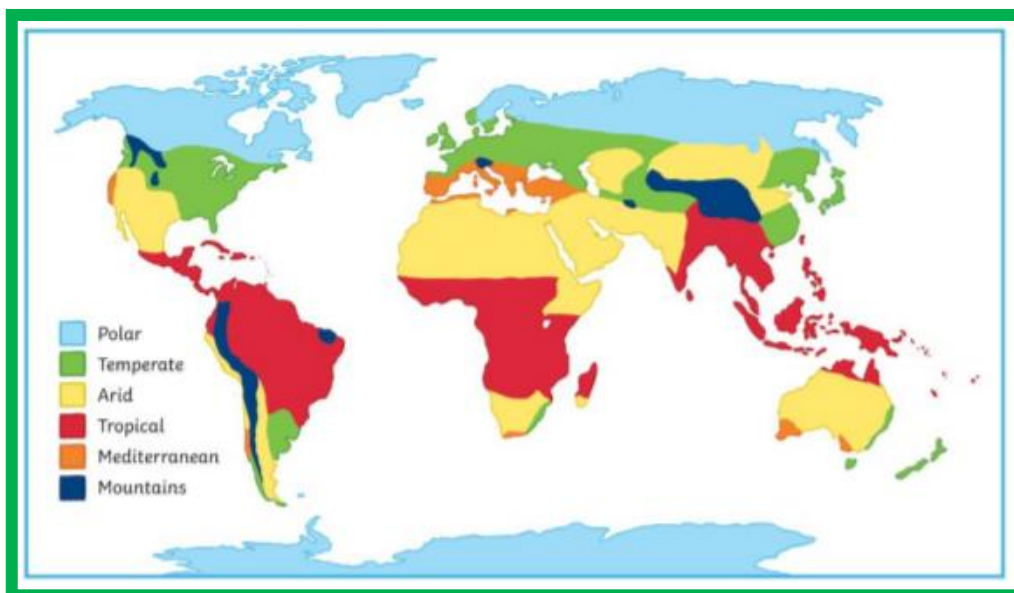 Polar
Temperate
Arid
Tropical
Mediterranean
Mountains